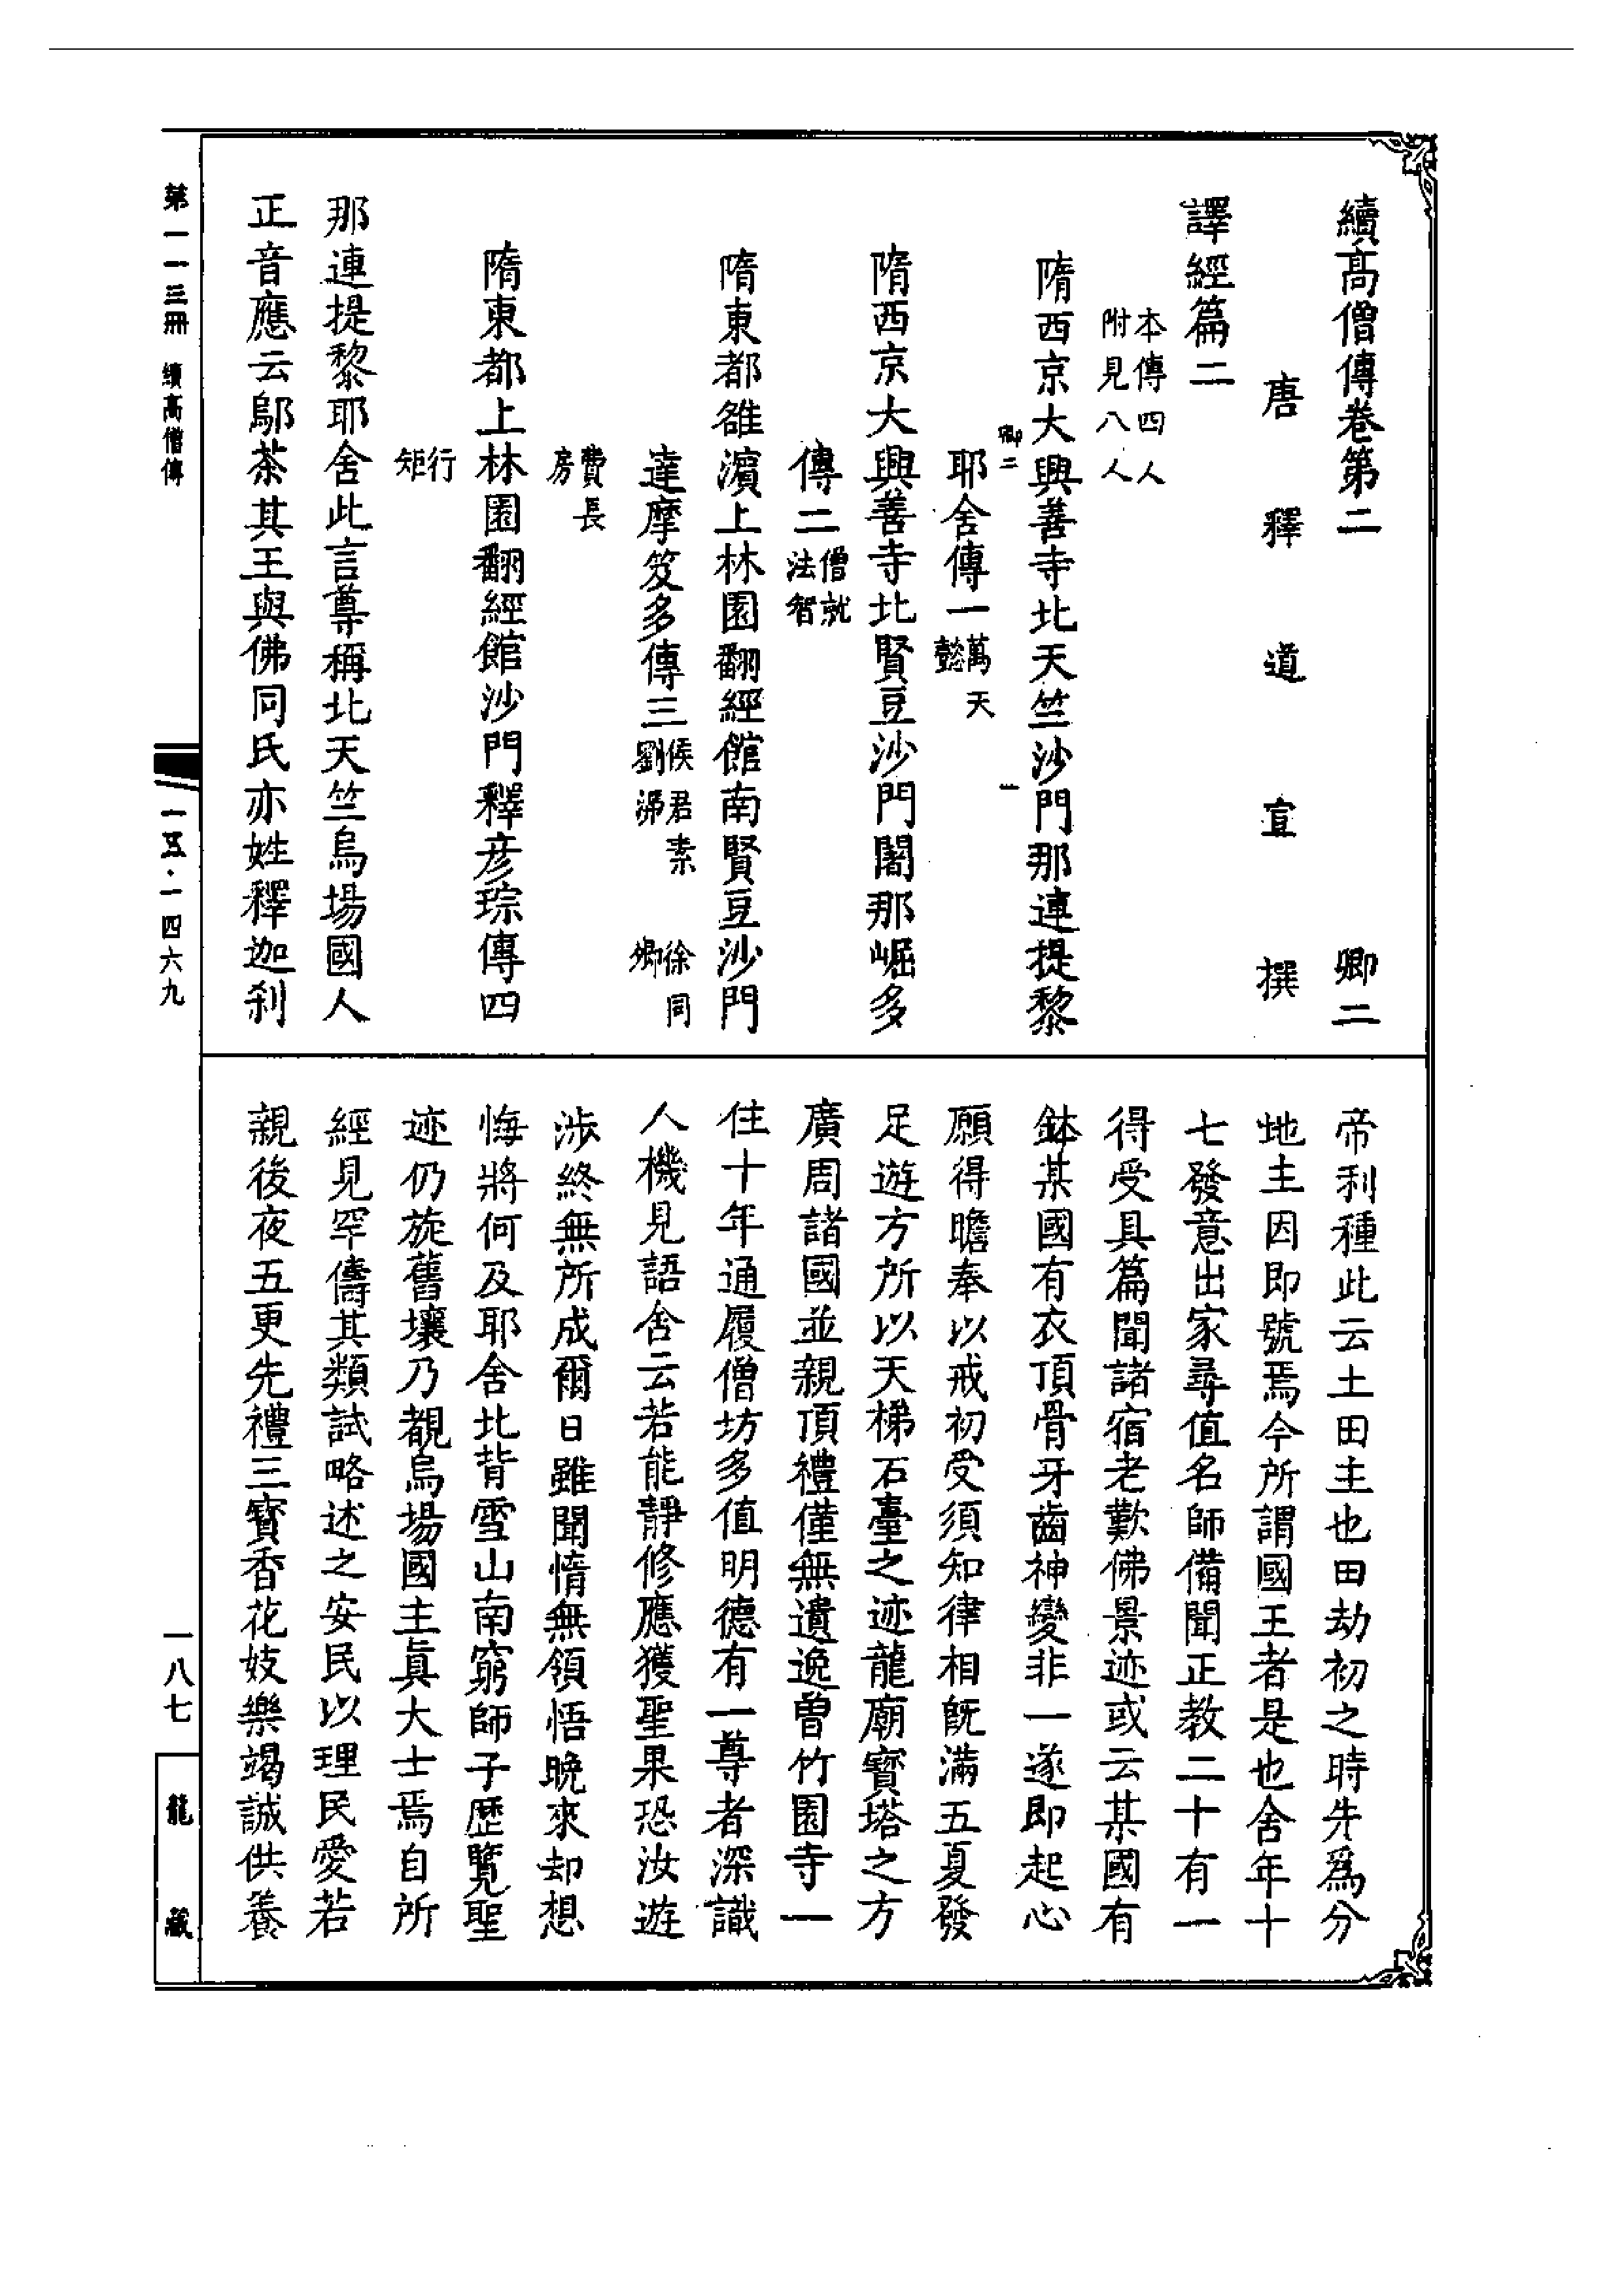 續高僧傳卷第二　卿二
唐釋道宣撰
譯經篇二
本傳四人
附見八人
隋西京大興善寺北天竺沙門那連提黎
卿二　一
耶舍傳一萬天懿
隋西京大興善寺北賢豆沙門闍那崛多
傳二僧就法智
隋東都雒濵上林園翻經館南賢豆沙門
達摩笈多傳三侯君素　徐同
劉馮　卿
費長
房
隋東都上林園翻經館沙門釋彦琮傳四
行
矩
那連提黎耶舍此言尊稱北天竺烏場國人
正音應云鄔茶其王與佛同氏亦姓釋迦刹
帝利種此云土田主也田劫初之時先爲分
地主因即號焉今所謂國王者是也舍年十
七發意出家尋值名師備聞正教二十有一
得受具篇聞諸宿老歎佛景迹或云某國有
鉢某國有衣頂骨牙齒神變非一遂即起心
願得瞻奉以戒初受須知律相旣滿五夏發
足遊方所以天梯石臺之迹龍廟寳塔之方
廣周諸國並親頂禮僅無遺逸曽竹園寺一
住十年通履僧坊多值明德有一尊者深識
人機見語舍云若能靜修應獲聖果恐汝遊
涉終無所成爾日雖聞情無領悟晚來却想
悔將何及耶舍北背雪山南窮師子歷覽聖
迹仍旋舊壤乃覩烏場國主眞大士焉自所
經見罕儔其類試略述之安民以理民愛若
親後夜五更先禮三寳香花妓樂竭誠供養
第一一三冊　續高僧傳
一五·一四六九
一八七
龍藏